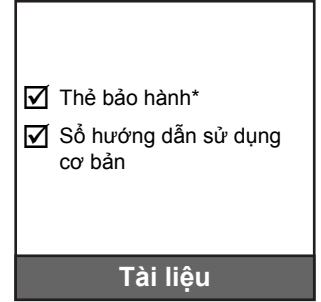 Thẻ bảo hành*
Sổ hướng dẫn sử dụng
cơ bản
Tài liệu